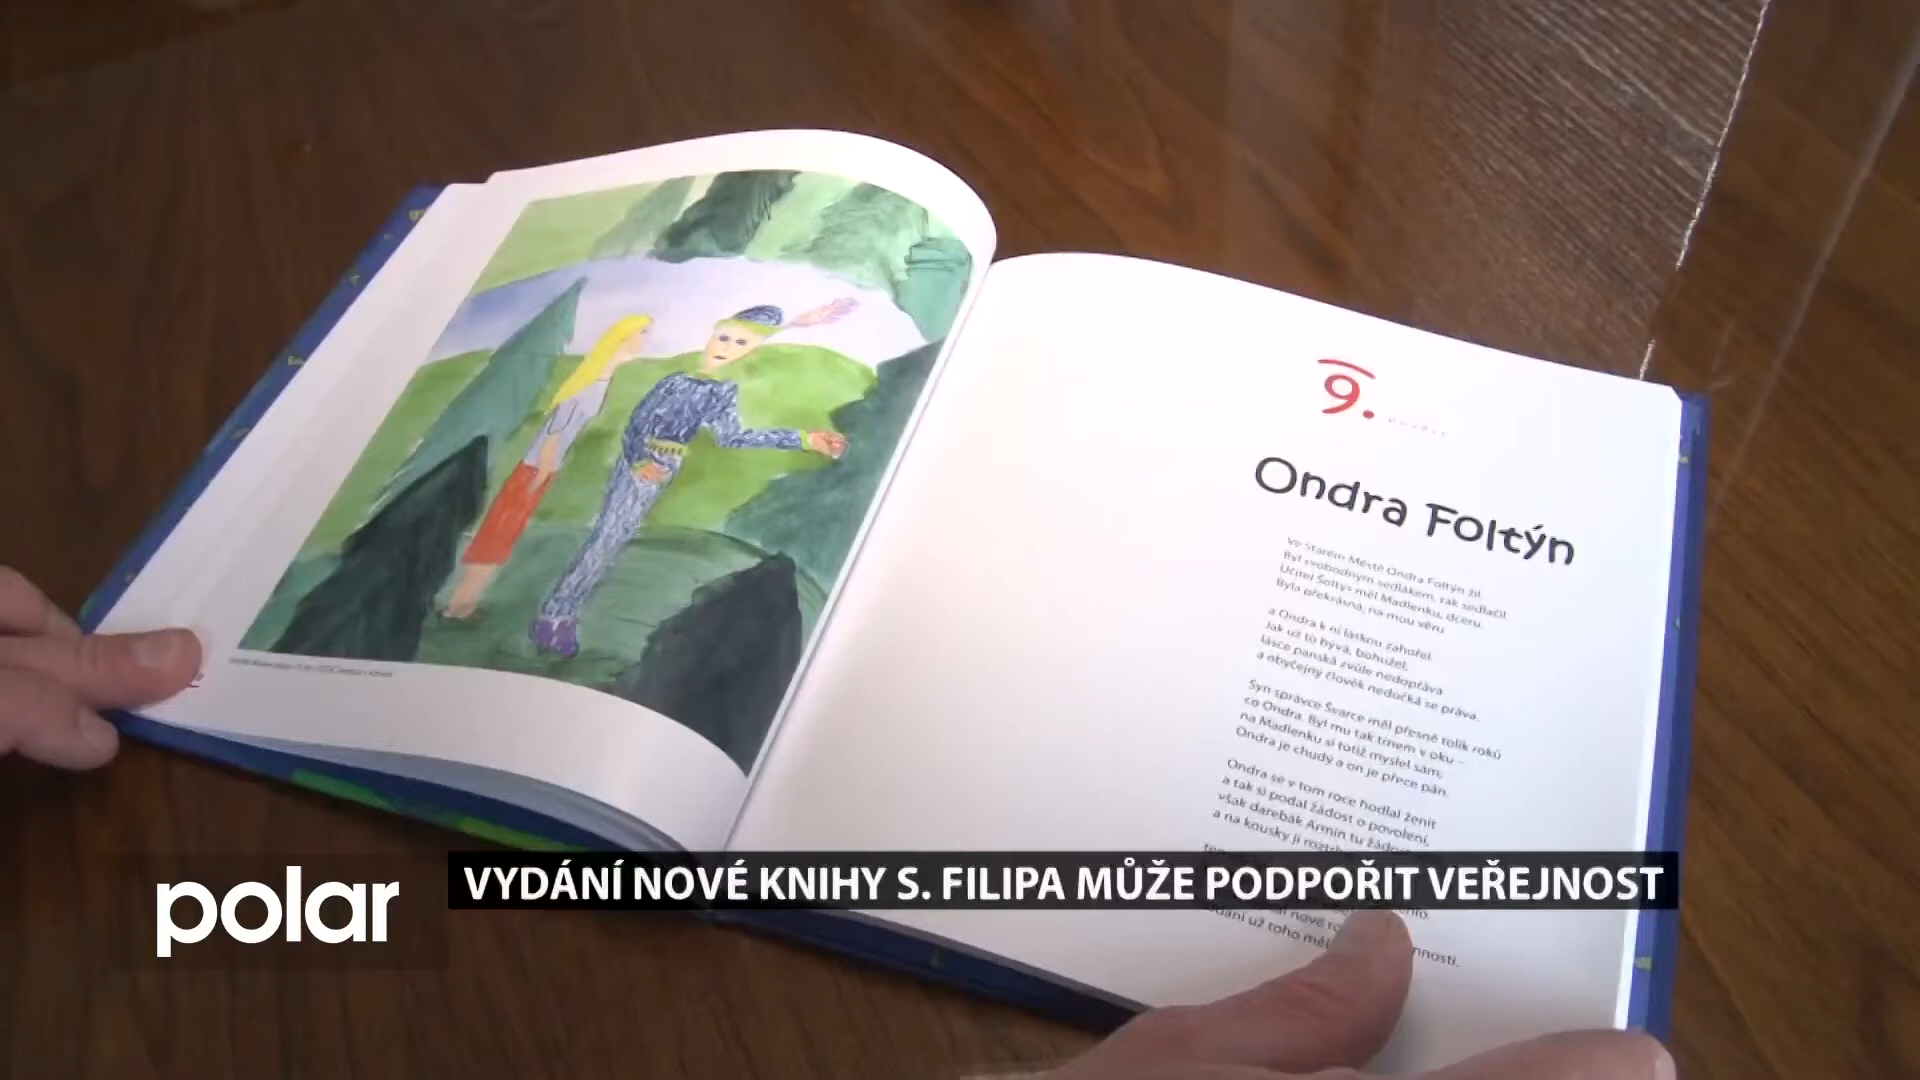 9. pověst
Ondra Foltýn
Ve Starém Městě Ondra Foltýn žil.
Byl svobodným sedlákem, rak sedlačil.
Učitel Šoltys měl Madlenku, dceru.
Byla překrásná, na mou věru
a Ondra k ní láskou zahořel.
Jak už to bývá, bohužel,
lásce panská zvůle nedopřává
a obyčejný člověk nedočká se práva.
Syn správce Švarce měl přesně tolik roků
co Ondra. Byl mu tak trnem v oku –
na Madlenku si totiž myslel sám,
Ondra je chudý a on je přece pán.
Ondra se v tom roce hodlal ženit
a tak si podal žádost o povolení,
však darebák Armin tu žádost
a na kousky ji
VYDÁNÍ NOVÉ KNIHY S. FILIPA MŮŽE PODPOŘIT VEŘEJNOST
polar
nové
už toho měl